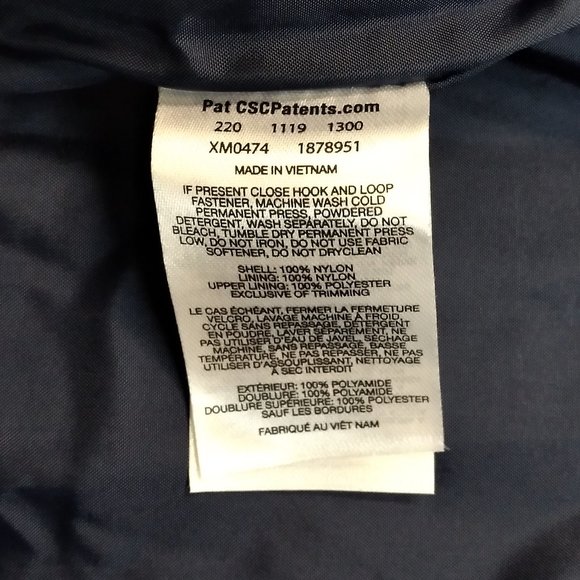 Pat CSCPatents.com
220 1119 1300
XM0474 1878951
MADE IN VIETNAM
IF PRESENT CLOSE HOOK AND LOOP
FASTENER, MACHINE WASH COLD
PERMANENT PRESS, POWDERED
DETERGENT, WASH SEPARATELY, DO NOT
BLEACH, TUMBLE DRY PERMANENT PRESS
LOW, DO NOT IRON, DO NOT USE FABRIC
SOFTENER, DO NOT DRYCLEAN
SHELL: 100% NYLON
LINING: 100% NYLON
UPPER LINING: 100% POLYESTER
EXCLUSIVE OF TRIMMING
LE CAS ÉCHÉANT, FERMER LA FERMETURE
VELCRO, LAVAGE MACHINE À FROID,
CYCLE SANS REPASSAGE, DÉTERGENT
EN POUDRE, LAVER SÉPARÉMENT, NE
PAS UTILISER D'EAU DE JAVEL, SÉCHAGE
MACHINE, SANS REPASSAGE, BASSE
TEMPÉRATURE, NE PAS REPASSER, NE PAS
UTILISER D'ASSOUPLISSANT, NETTOYAGE
À SEC INTERDIT
EXTÉRIEUR: 100% POLYAMIDE
DOUBLURE: 100% POLYAMIDE
DOUBLURE SUPÉRIEURE: 100% POLYESTER
SAUF LES BORDURES
FABRIQUÉ AU VIÊT NAM